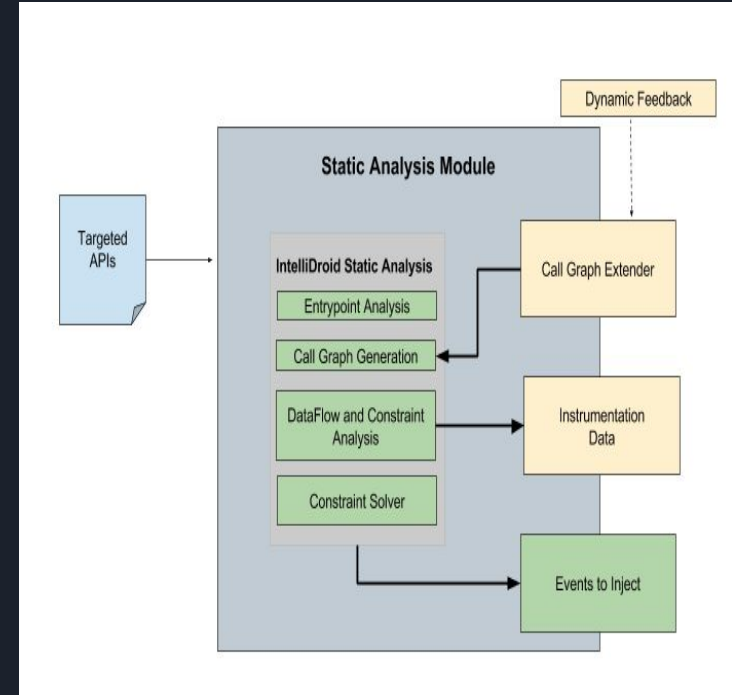 Dynamic Feedback
Static Analysis Module
Targeted
APIs
Call Graph Extender
IntelliDroid Static Analysis
Entrypoint Analysis
Call Graph Generation
DataFlow and Constraint
Analysis
Instrumentation
Data
Constraint Solver
Events to Inject